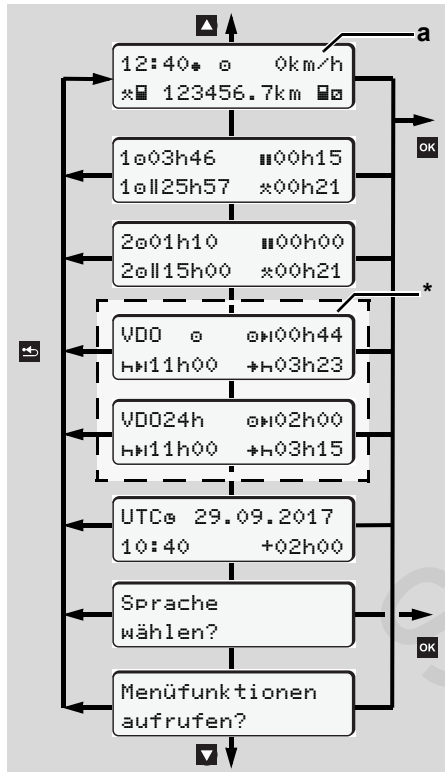 a
12:40 0km/h
123456.7km
OK
1 03h46 00h15
1 25h57 00h21
2 01h10 00h00
2 15h00 00h21
*
VDO 00h44
11h00 03h23
VDO24h 02h00
11h00 03h15
UTC 29.09.2017
10:40 +02h00
Sprache
wählen?
OK
Menüfunktionen
aufrufen?